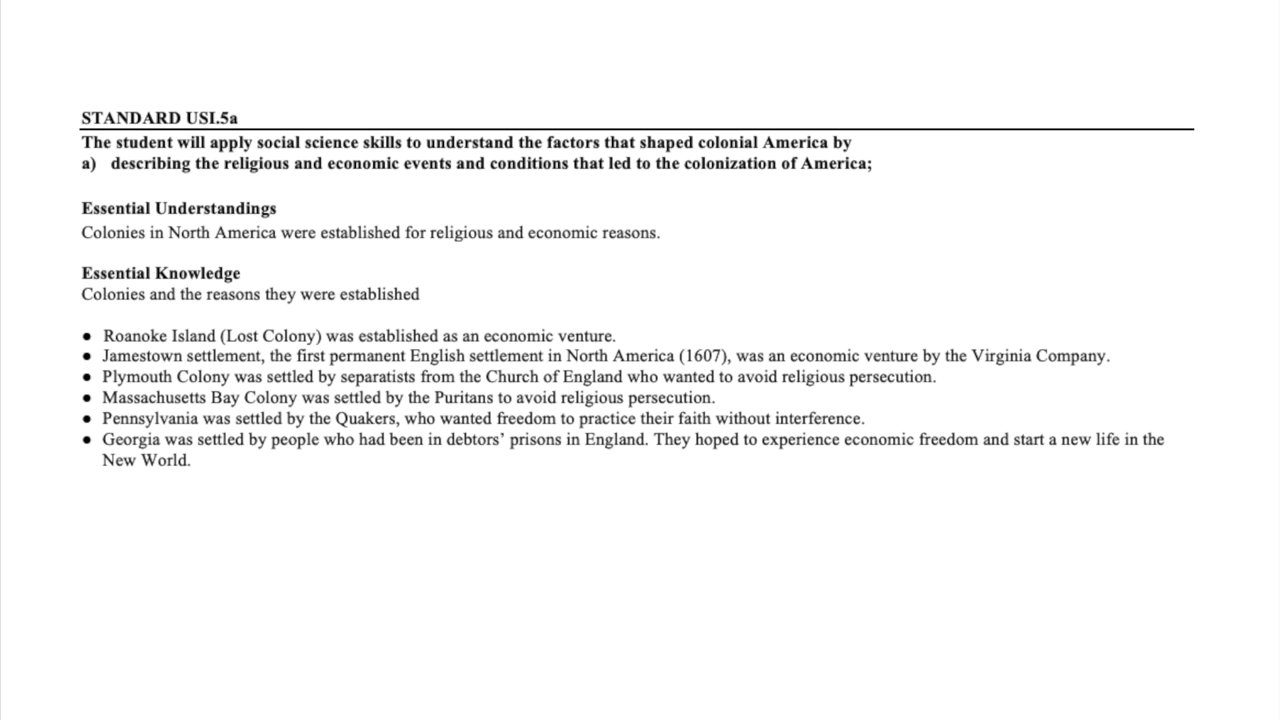 STANDARD USI.5a
The student will apply social science skills to understand the factors that shaped colonial America by
a) describing the religious and economic events and conditions that led to the colonization of America;
Essential Understandings
Colonies in North America were established for religious and economic reasons.
Essential Knowledge
Colonies and the reasons they were established
● Roanoke Island (Lost Colony) was established as an economic venture.
● Jamestown settlement, the first permanent English settlement in North America (1607), was an economic venture by the Virginia Company.
● Plymouth Colony was settled by separatists from the Church of England who wanted to avoid religious persecution.
● Massachusetts Bay Colony was settled by the Puritans to avoid religious persecution.
● Pennsylvania was settled by the Quakers, who wanted freedom to practice their faith without interference.
● Georgia was settled by people who had been in debtors’ prisons in England. They hoped to experience economic freedom and start a new life in the
New World.